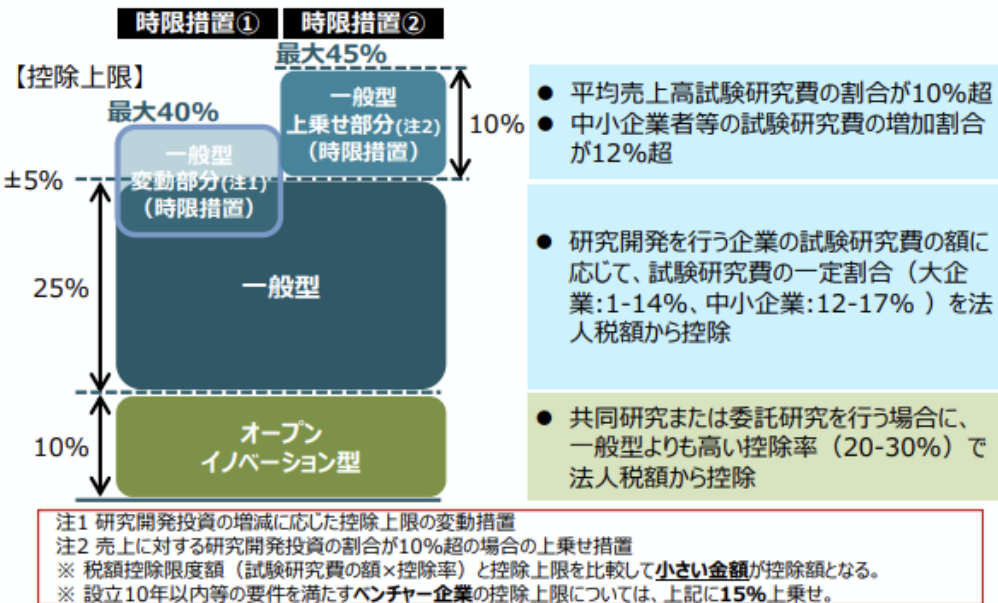 時限措置①
時限措置②
最大45%
【控除上限】
最大40%
一般型
上乗せ部分(注2)
（時限措置）
10%
一般型
変動部分(注1)
（時限措置）
±5%
25%
一般型
10%
オープン
イノベーション型
● 平均売上高試験研究費の割合が10%超
● 中小企業者等の試験研究費の増加割合
が12%超
● 研究開発を行う企業の試験研究費の額に
応じて、試験研究費の一定割合（大企
業:1-14%、中小企業:12-17% ）を法
人税額から控除
● 共同研究または委託研究を行う場合に、
一般型よりも高い控除率（20-30%）で
法人税額から控除
注1 研究開発投資の増減に応じた控除上限の変動措置
注2 売上に対する研究開発投資の割合が10%超の場合の上乗せ措置
※ 税額控除限度額（試験研究費の額×控除率）と控除上限を比較して小さい金額が控除額となる。
※ 設立10年以内等の要件を満たすベンチャー企業の控除上限については、上記に15%上乗せ。